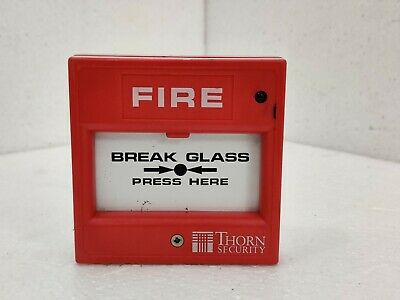 FIRE
BREAK GLASS
PRESS HERE
THORN
SECURITY